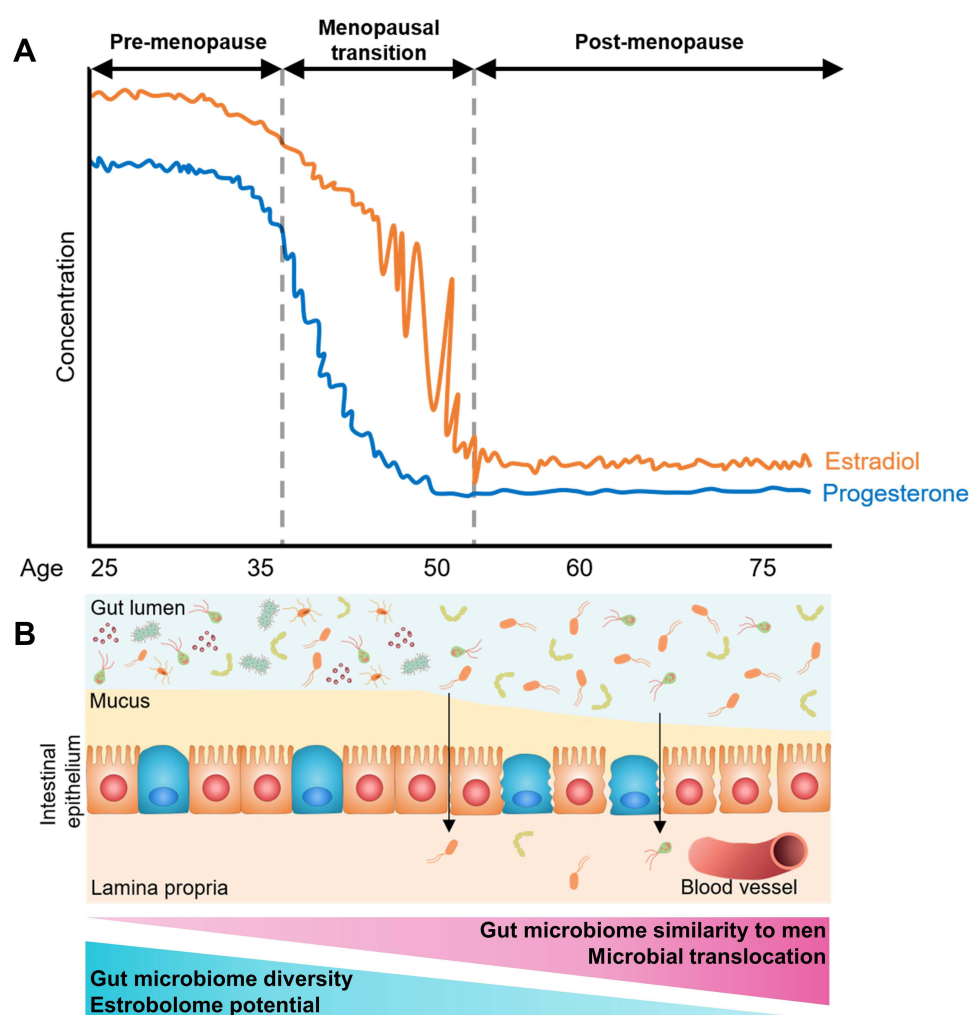 A
Pre-menopause
Menopausal
transition
Post-menopause
Concentration
Estradiol
Progesterone
Age 25 35 50 60 75
B
Gut lumen
Mucus
Intestinal
epithelium
Lamina propria
Blood vessel
Gut microbiome similarity to men
Microbial translocation
Gut microbiome diversity
Estrobolome potential